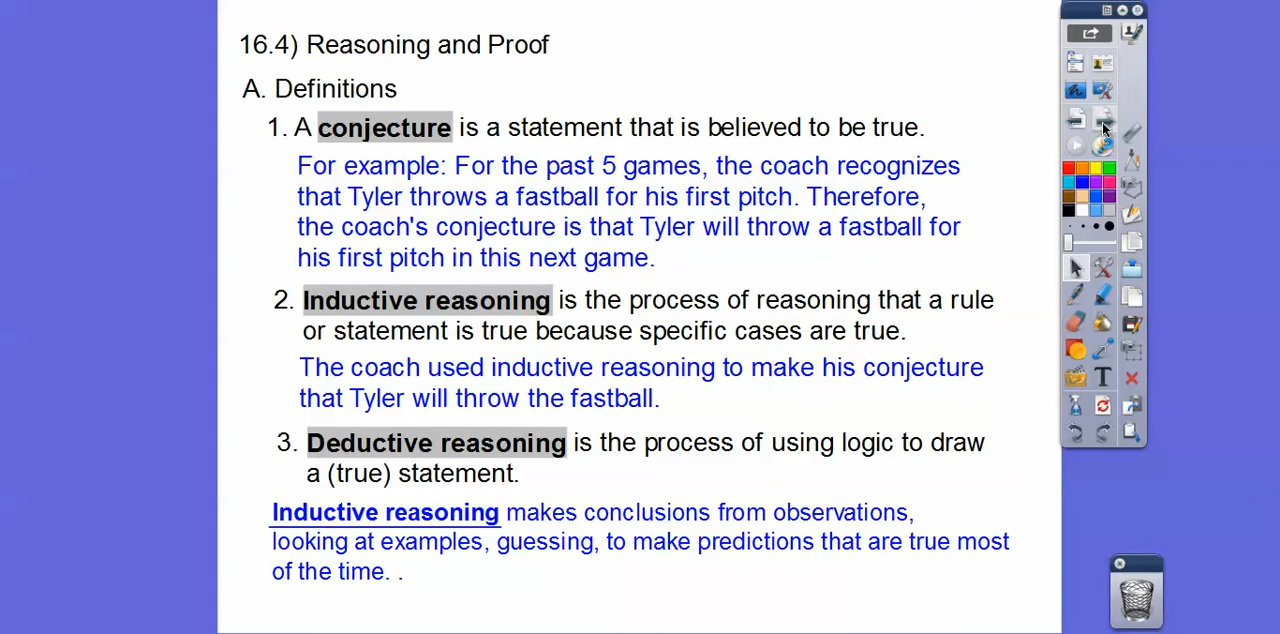 16.4) Reasoning and Proof
A. Definitions
1. A conjecture is a statement that is believed to be true.
For example: For the past 5 games, the coach recognizes
that Tyler throws a fastball for his first pitch. Therefore,
the coach's conjecture is that Tyler will throw a fastball for
his first pitch in this next game.
2. Inductive reasoning is the process of reasoning that a rule
or statement is true because specific cases are true.
The coach used inductive reasoning to make his conjecture
that Tyler will throw the fastball.
3. Deductive reasoning is the process of using logic to draw
a (true) statement.
Inductive reasoning makes conclusions from observations,
looking at examples, guessing, to make predictions that are true most
of the time. .